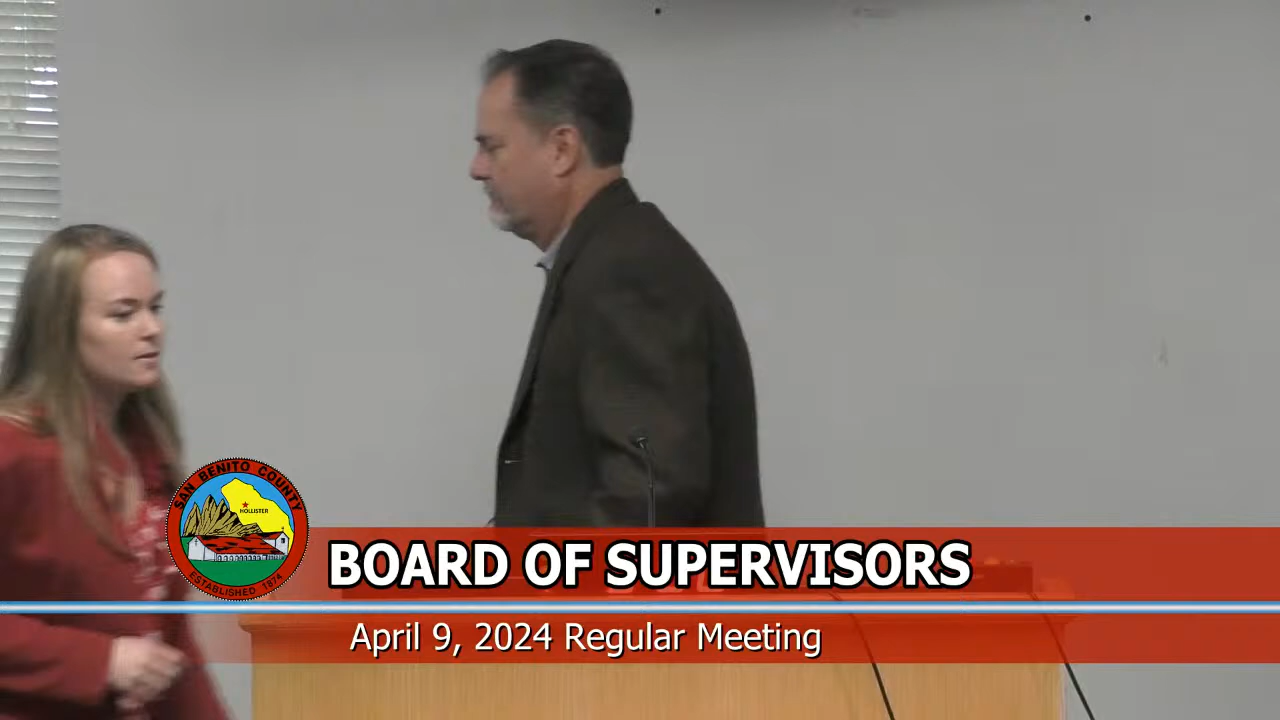 SAN BENITO COUNTY
HOLLISTER
ESTABLISHED 1874
BOARD OF SUPERVISORS
April 9, 2024 Regular Meeting